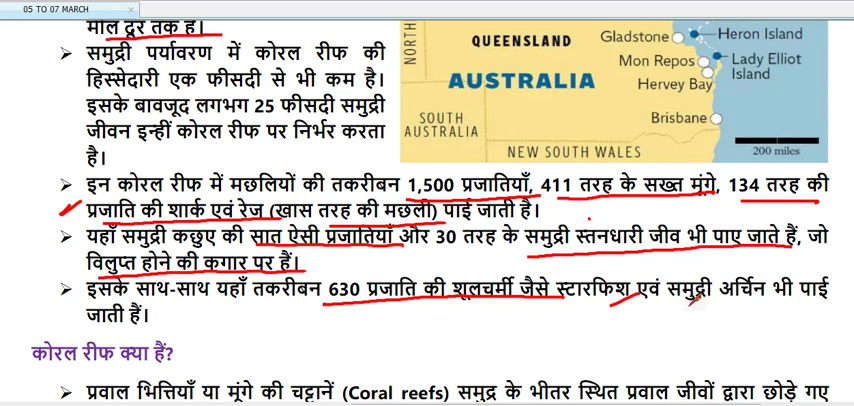 05 TO 07 MARCH
मील दूर तक है।
समुद्री पर्यावरण में कोरल रीफ की
हिस्सेदारी एक फीसदी से भी कम है।
इसके बावजूद लगभग 25 फीसदी समुद्री
जीवन इन्हीं कोरल रीफ पर निर्भर करता
है।
NORTH
QUEENSLAND
Gladstone
Heron Island
Mon Repos
Lady Elliot
Island
AUSTRALIA
Hervey Bay
SOUTH
AUSTRALIA
Brisbane
NEW SOUTH WALES
200 miles
इन कोरल रीफ में मछलियों की तकरीबन 1,500 प्रजातियाँ, 411 तरह के सख्त मूंगे, 134 तरह की
प्रजाति की शार्क एवं रेज (खास तरह की मछली) पाई जाती है।
यहाँ समुद्री कछुए की सात ऐसी प्रजातियाँ और 30 तरह के समुद्री स्तनधारी जीव भी पाए जाते हैं, जो
विलुप्त होने की कगार पर हैं।
इसके साथ-साथ यहाँ तकरीबन 630 प्रजाति की शूलचर्मी जैसे स्टारफिश एवं समुद्री अर्चिन भी पाई
जाती हैं।
कोरल रीफ क्या हैं?
प्रवाल भित्तियाँ या मूंगे की चट्टानें (Coral reefs) समुद्र के भीतर स्थित प्रवाल जीवों द्वारा छोड़े गए